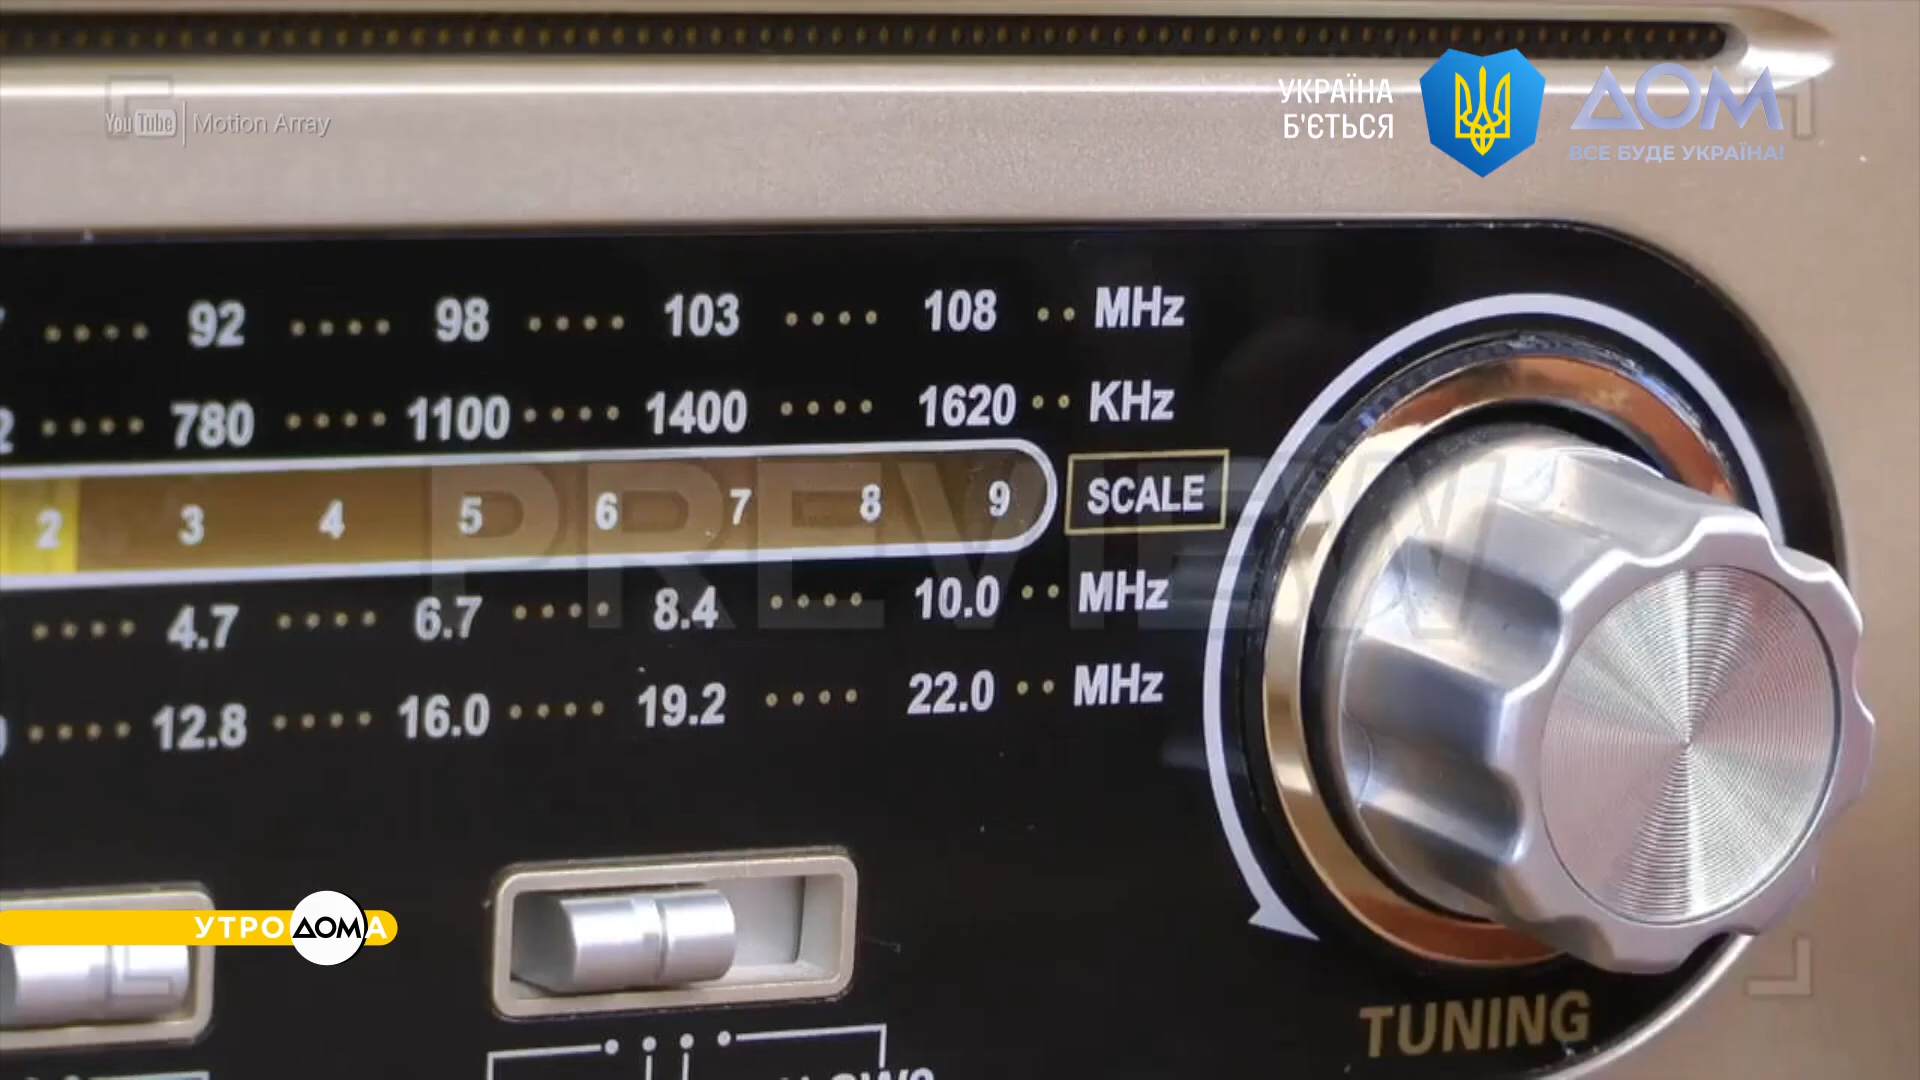 YouTube | Motion Array
УКРАЇНА
Б'ЄТЬСЯ
ДОМ
ВСЕ БУДЕ УКРАЇНА!
92 98 103 108 MHz
780 1100 1400 1620 KHz
2 3 4 5 6 7 8 9 SCALE
PREVIEW
4.7 6.7 8.4 10.0 MHz
12.8 16.0 19.2 22.0 MHz
УТРО ДОМА
TUNING